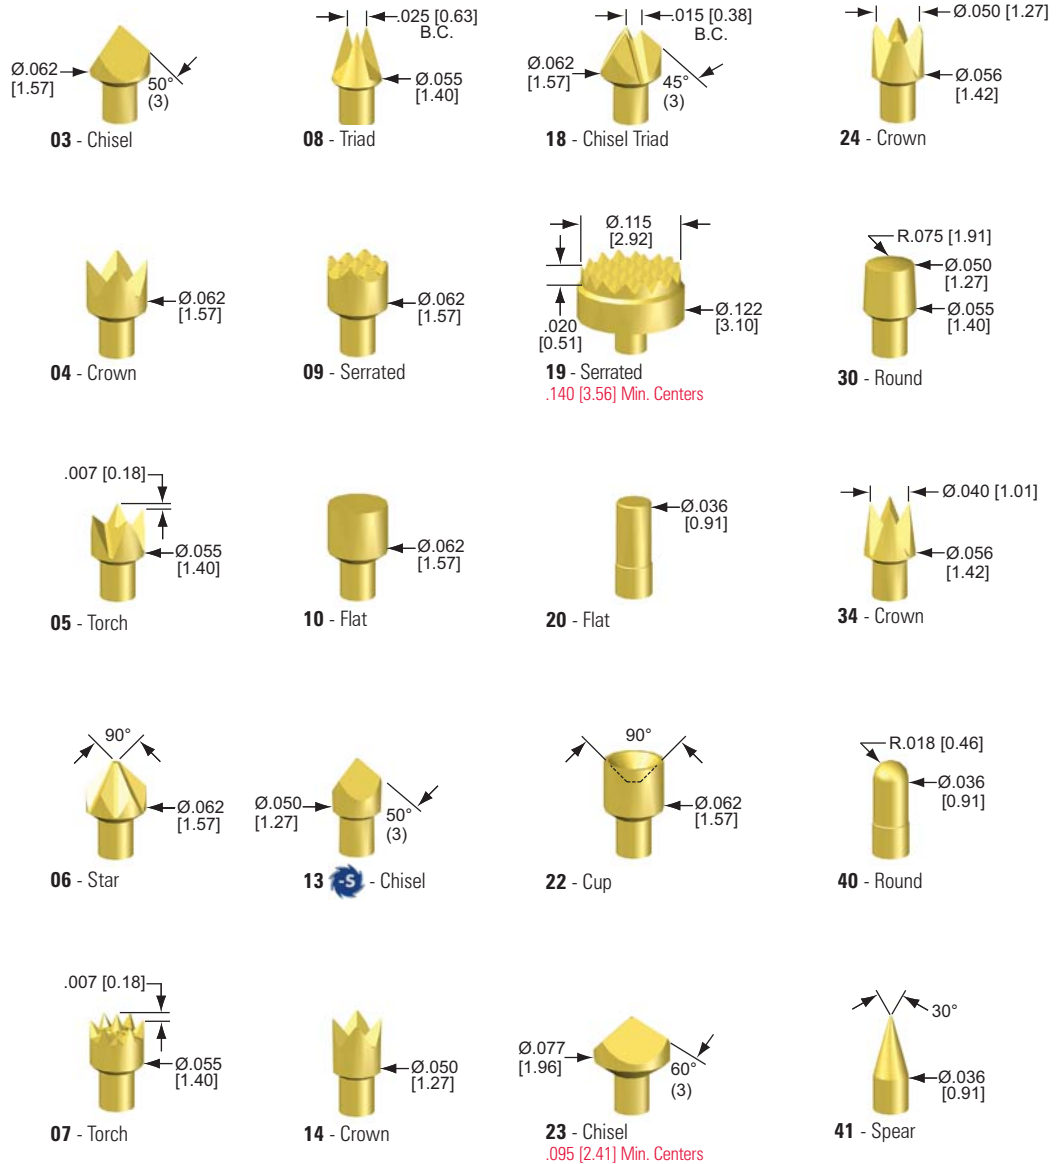 .025 [0.63]
B.C.
.015 [0.38]
B.C.
Ø.050 [1.27]
Ø.062
[1.57]
50°
(3)
Ø.055
[1.40]
Ø.062
[1.57]
45°
(3)
Ø.056
[1.42]
03 - Chisel
08 - Triad
18 - Chisel Triad
24 - Crown
Ø.062
[1.57]
Ø.062
[1.57]
Ø.115
[2.92]
.020
[0.51]
Ø.122
[3.10]
R.075 [1.91]
Ø.050
[1.27]
Ø.055
[1.40]
04 - Crown
09 - Serrated
19 - Serrated
.140 [3.56] Min. Centers
30 - Round
.007 [0.18]
Ø.055
[1.40]
Ø.062
[1.57]
Ø.036
[0.91]
Ø.040 [1.01]
Ø.056
[1.42]
05 - Torch
10 - Flat
20 - Flat
34 - Crown
90°
Ø.062
[1.57]
Ø.050
[1.27]
50°
(3)
90°
Ø.062
[1.57]
R.018 [0.46]
Ø.036
[0.91]
06 - Star
13 -S - Chisel
22 - Cup
40 - Round
.007 [0.18]
Ø.055
[1.40]
Ø.050
[1.27]
Ø.077
[1.96]
60°
(3)
30°
Ø.036
[0.91]
07 - Torch
14 - Crown
23 - Chisel
.095 [2.41] Min. Centers
41 - Spear